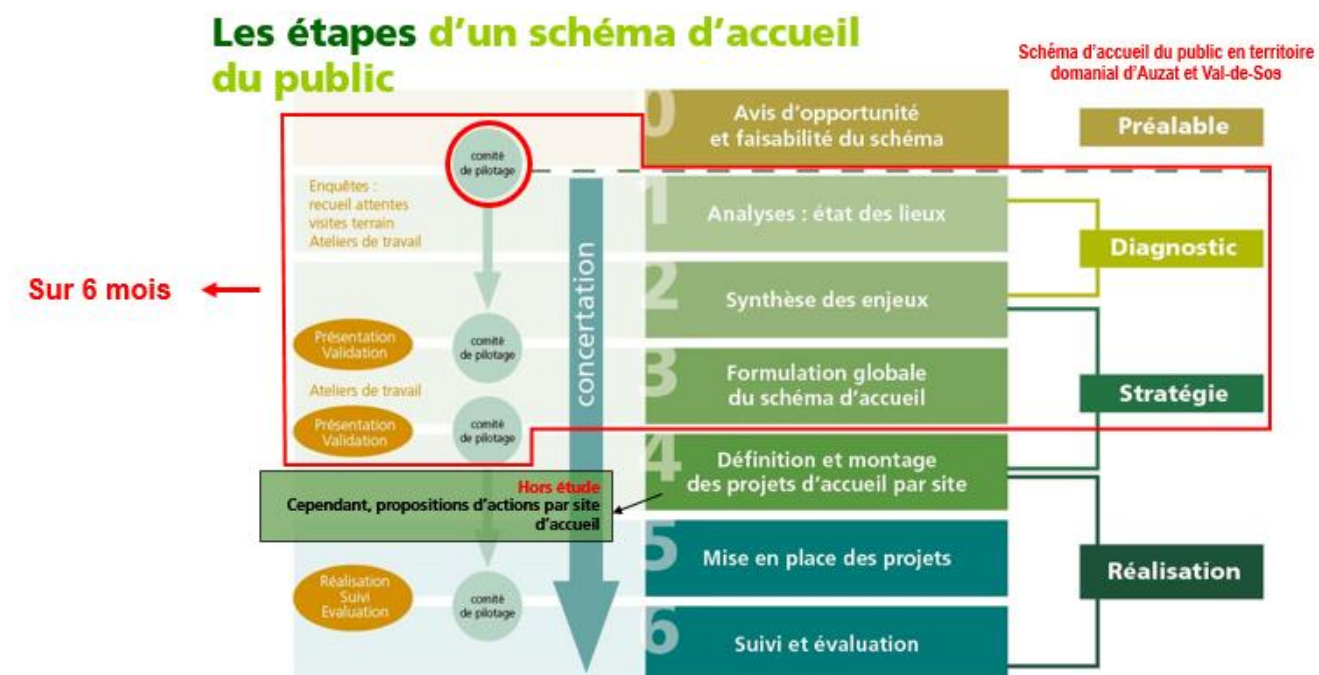 Les étapes d'un schéma d'accueil
du public
Schéma d'accueil du public en territoire
domanial d'Auzat et Val-de-Sos
0
Avis d'opportunité
et faisabilité du schéma
Préalable
comité
de pilotage
Enquêtes :
recueil attentes
visites terrain
Ateliers de travail
concertation
1
Analyses : état des lieux
Diagnostic
Sur 6 mois
2
Synthèse des enjeux
Présentation
Validation
comité
de pilotage
3
Formulation globale
du schéma d'accueil
Stratégie
Ateliers de travail
Présentation
Validation
comité
de pilotage
4
Définition et montage
des projets d'accueil par site
Hors étude
Cependant, propositions d'actions par site
d'accueil
5
Mise en place des projets
Réalisation
Réalisation
Suivi
Evaluation
comité
de pilotage
6
Suivi et évaluation